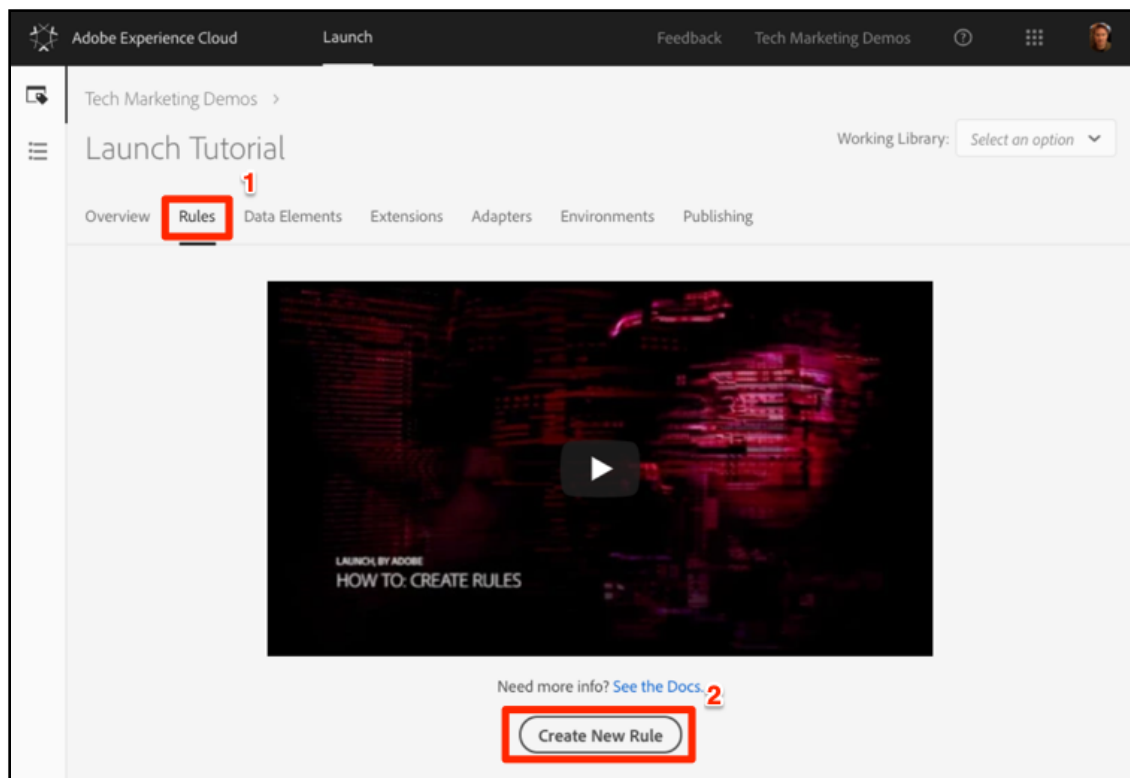 Adobe Experience Cloud Launch Feedback Tech Marketing Demos
Tech Marketing Demos >
Launch Tutorial
Working Library: Select an option
1
Overview Rules Data Elements Extensions Adapters Environments Publishing
LAUNCH, BY ADOBE
HOW TO: CREATE RULES
Need more info? See the Docs.
2
Create New Rule